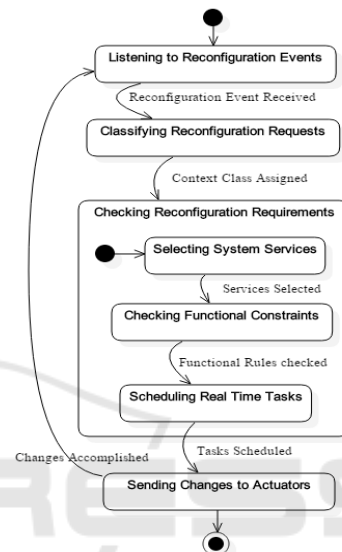 Listening to Reconfiguration Events
Reconfiguration Event Received
Classifying Reconfiguration Requests
Context Class Assigned
Checking Reconfiguration Requirements
Selecting System Services
Services Selected
Checking Functional Constraints
Functional Rules checked
Scheduling Real Time Tasks
Tasks Scheduled
Changes Accomplished
Sending Changes to Actuators